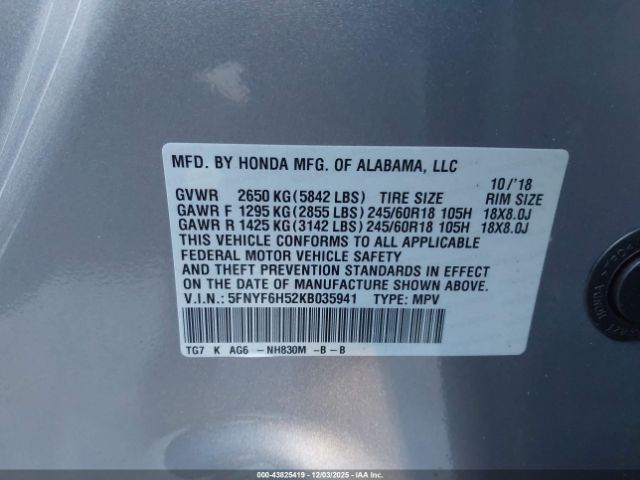 MFD. BY HONDA MFG. OF ALABAMA, LLC
10/'18
GVWR 2650 KG(5842 LBS) TIRE SIZE RIM SIZE
GAWR F 1295 KG(2855 LBS) 245/60R18 105H 18X8.0J
GAWR R 1425 KG(3142 LBS) 245/60R18 105H 18X8.0J
THIS VEHICLE CONFORMS TO ALL APPLICABLE
FEDERAL MOTOR VEHICLE SAFETY
AND THEFT PREVENTION STANDARDS IN EFFECT
ON THE DATE OF MANUFACTURE SHOWN ABOVE.
V.I.N.: 5FNYF6H52KB035941 TYPE: MPV
TG7 K AG6 -NH830M -B-B
HONDA
000-43825419 - 12/03/2025 - IAAI.COM